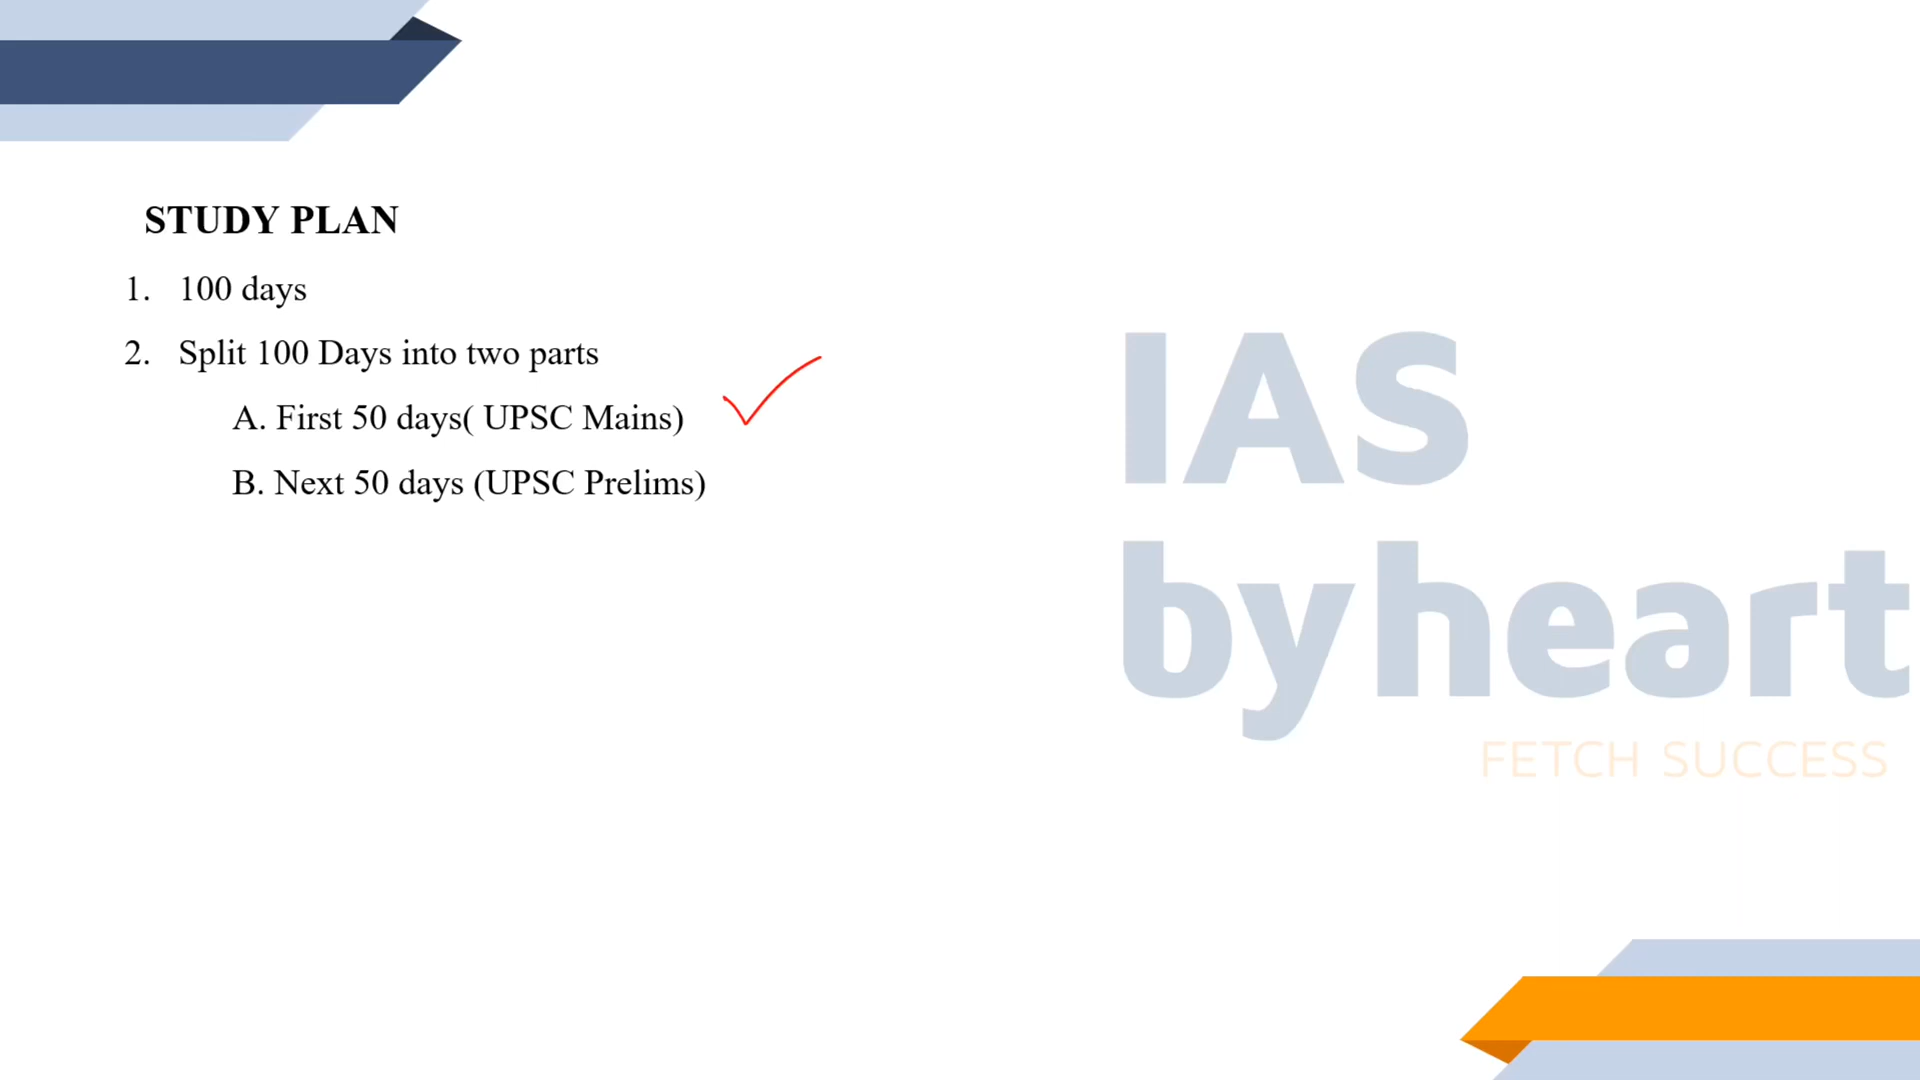 STUDY PLAN
1. 100 days
2. Split 100 Days into two parts
A. First 50 days( UPSC Mains)
B. Next 50 days (UPSC Prelims)
IAS
byheart
FETCH SUCCESS